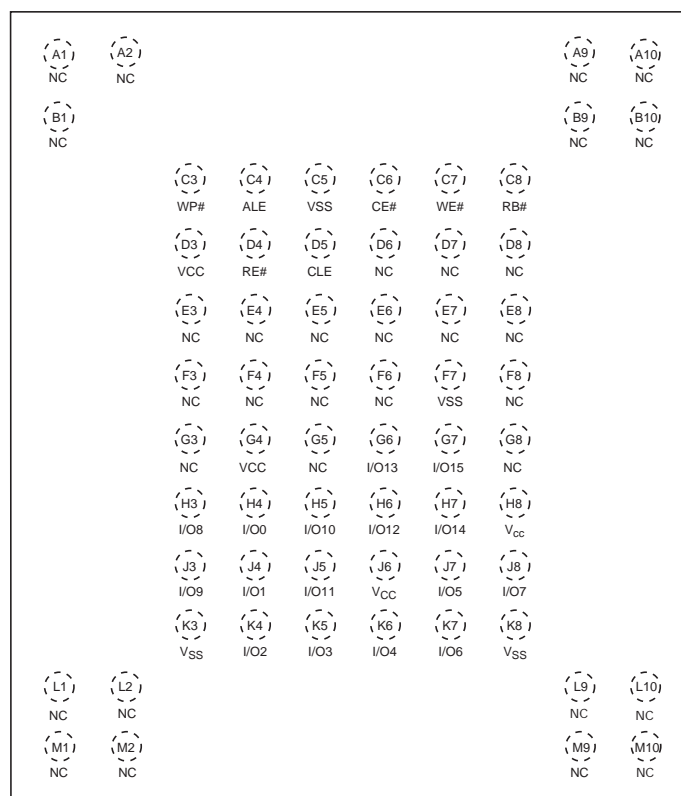 A1 A2 A9 A10
NC NC NC NC
B1 B9 B10
NC NC NC
C3 C4 C5 C6 C7 C8
WP# ALE VSS CE# WE# RB#
D3 D4 D5 D6 D7 D8
VCC RE# CLE NC NC NC
E3 E4 E5 E6 E7 E8
NC NC NC NC NC NC
F3 F4 F5 F6 F7 F8
NC NC NC NC VSS NC
G3 G4 G5 G6 G7 G8
NC VCC NC I/O13 I/O15 NC
H3 H4 H5 H6 H7 H8
I/O8 I/O0 I/O10 I/O12 I/O14 Vcc
J3 J4 J5 J6 J7 J8
I/O9 I/O1 I/O11 VCC I/O5 I/O7
K3 K4 K5 K6 K7 K8
VSS I/O2 I/O3 I/O4 I/O6 VSS
L1 L2 L9 L10
NC NC NC NC
M1 M2 M9 M10
NC NC NC NC